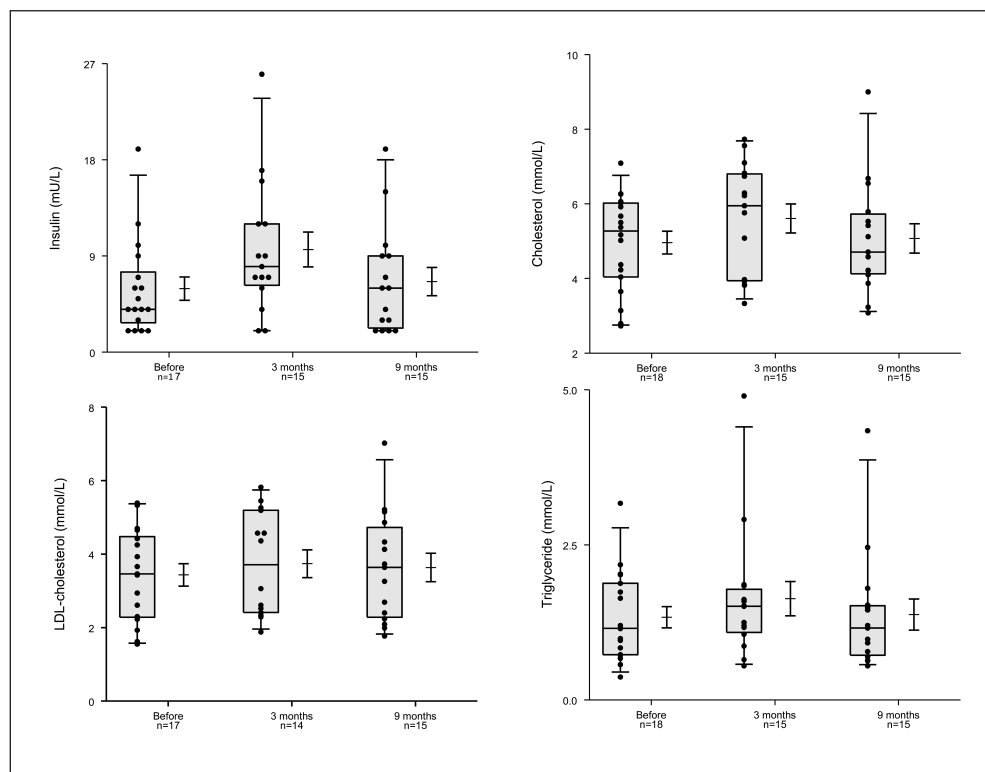 Insulin (mU/L)
27
18
9
0
Before
n=17
3 months
n=15
9 months
n=15
Cholesterol (mmol/L)
10
8
6
4
2
Before
n=18
3 months
n=15
9 months
n=15
LDL-cholesterol (mmol/L)
8
6
4
2
0
Before
n=17
3 months
n=14
9 months
n=15
Triglyceride (mmol/L)
5.0
2.5
0.0
Before
n=18
3 months
n=15
9 months
n=15